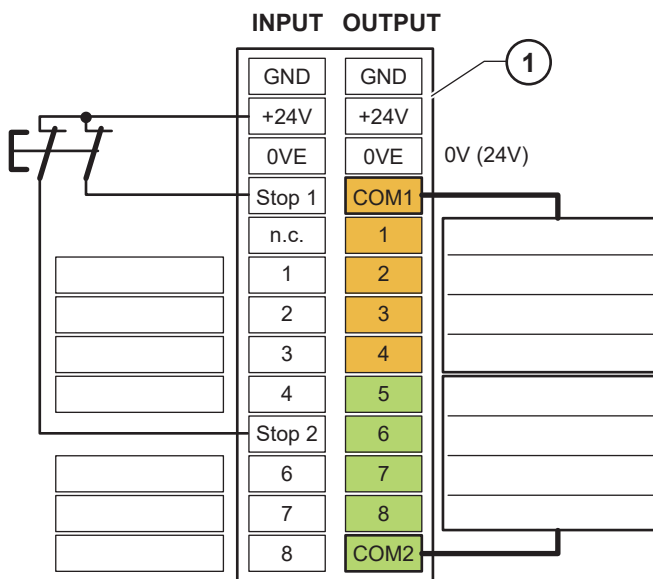 INPUT OUTPUT
1
GND GND
+24V +24V
0VE 0VE 0V (24V)
Stop 1 COM1
n.c. 1
1 2
2 3
3 4
4 5
Stop 2 6
6 7
7 8
8 COM2